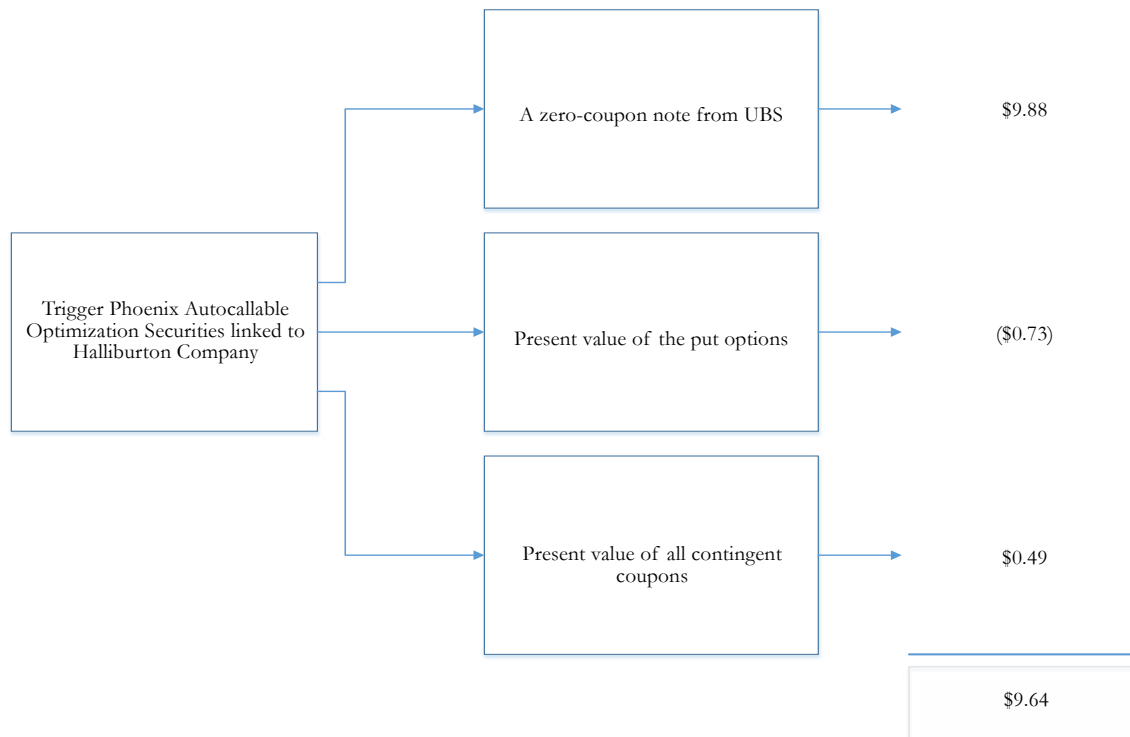 A zero-coupon note from UBS
$9.88
Trigger Phoenix Autocallable
Optimization Securities linked to
Halliburton Company
Present value of the put options
($0.73)
Present value of all contingent
coupons
$0.49
$9.64